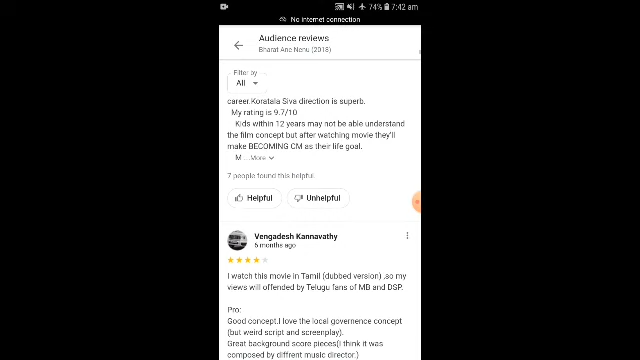 74% 7:42 am
No internet connection
Audience reviews
Bharat Ane Nenu (2018)
Filter by
All
career.Koratala Siva direction is superb.
My rating is 9.7/10
Kids within 12 years may not be able understand
the film concept but after watching movie they'll
make BECOMING CM as their life goal.
M ...More
7 people found this helpful.
Helpful
Unhelpful
Vengadesh Kannavathy
6 months ago
I watch this movie in Tamil (dubbed version) ,so my
views will offended by Telugu fans of MB and DSP.
Pro:
Good concept.I love the local governence concept
(but weird script and screenplay).
Great background score pieces(I think it was
composed by diffrent music director.)